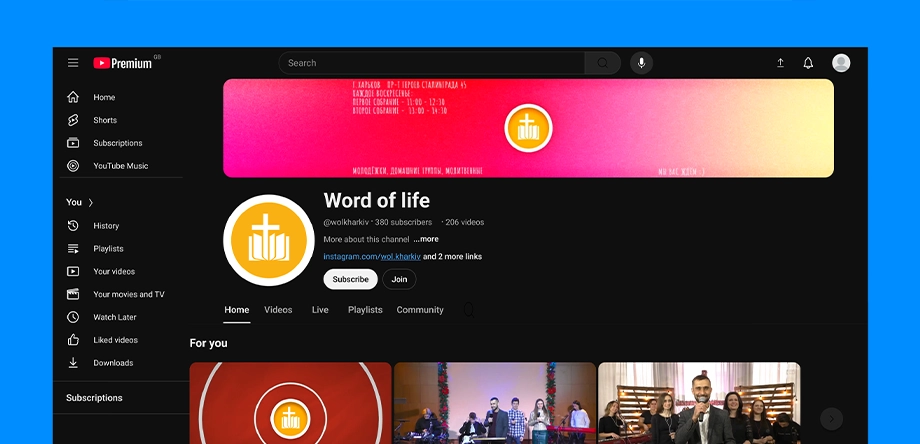 Premium GB
Search
Home
Shorts
Subscriptions
YouTube Music
You
History
Playlists
Your videos
Your movies and TV
Watch Later
Liked videos
Downloads
Subscriptions
Г.ХАРЬКОВ ПР-Т ГЕРОЕВ СТАЛИНГРАДА 45
КАЖДОЕ ВОСКРЕСЕНЬЕ:
ПЕРВОЕ СОБРАНИЕ - 11:00 - 12:30
ВТОРОЕ СОБРАНИЕ - 13:00 - 14:30
МОЛОДЁЖКИ, ДОМАШНИЕ ГРУППЫ, МОЛИТВЕННЫЕ
МЫ ВАС ЖДЁМ :)
Word of life
@wolkharkiv · 380 subscribers · 206 videos
More about this channel ...more
instagram.com/wol.kharkiv and 2 more links
Subscribe Join
Home Videos Live Playlists Community
For you